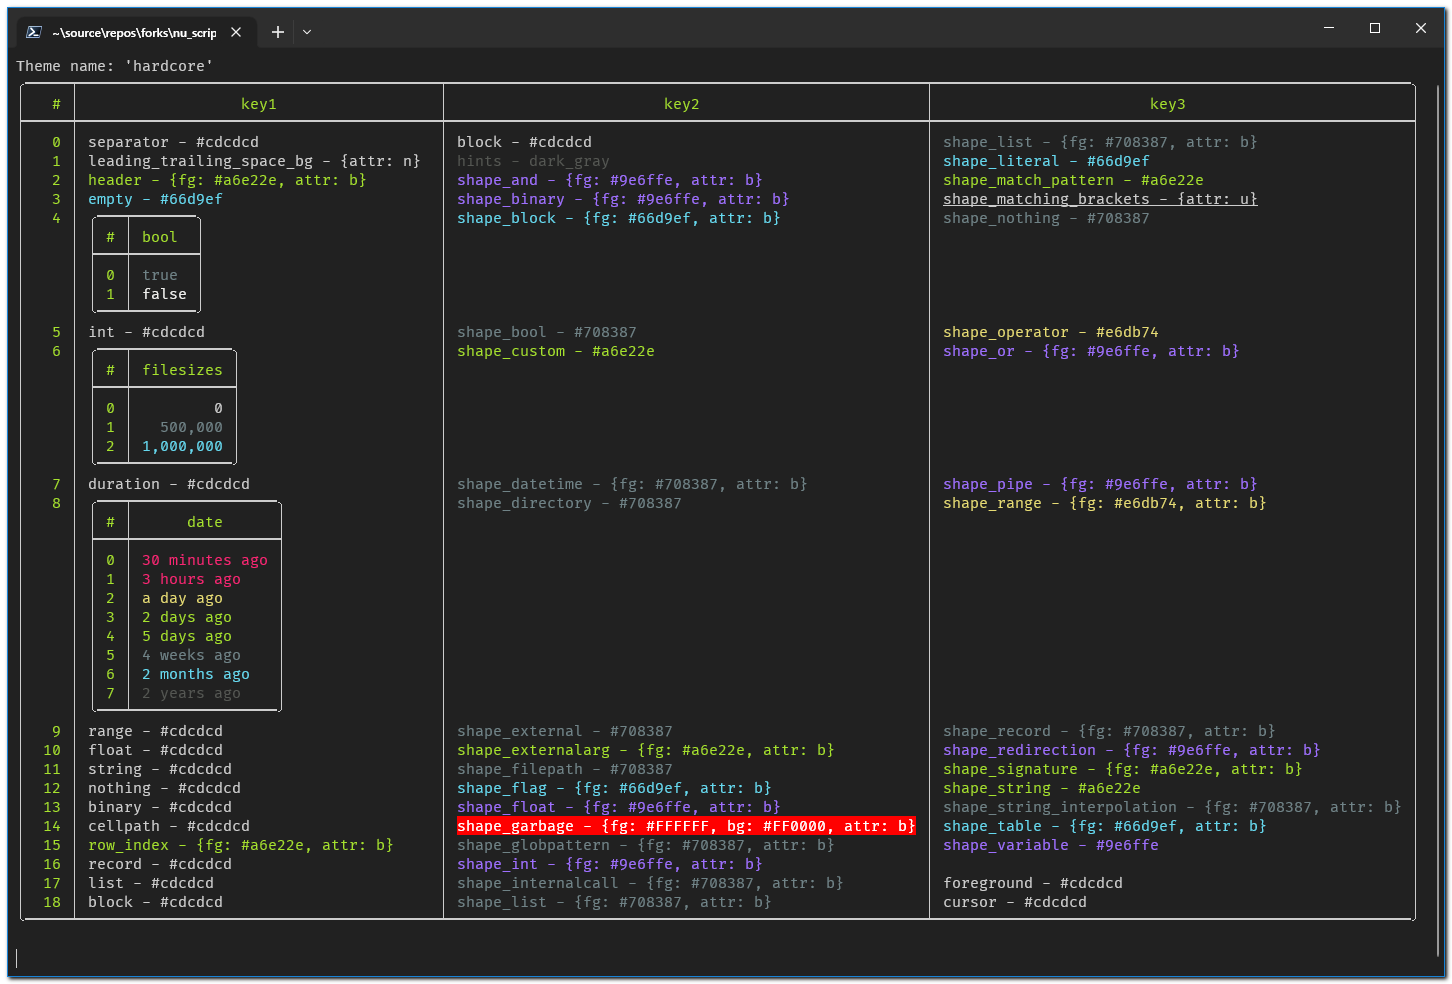 ~\source\repos\forks\nu_scrip
Theme name: 'hardcore'
# key1 key2 key3
0 separator - #cdcdcd block - #cdcdcd shape_list - {fg: #708387, attr: b}
1 leading_trailing_space_bg - {attr: n} hints - dark_gray shape_literal - #66d9ef
2 header - {fg: #a6e22e, attr: b} shape_and - {fg: #9e6ffe, attr: b} shape_match_pattern - #a6e22e
3 empty - #66d9ef shape_binary - {fg: #9e6ffe, attr: b} shape_matching_brackets - {attr: u}
4 shape_block - {fg: #66d9ef, attr: b} shape_nothing - #708387
# bool
0 true
1 false
5 int - #cdcdcd shape_bool - #708387 shape_operator - #e6db74
6 shape_custom - #a6e22e shape_or - {fg: #9e6ffe, attr: b}
# filesizes
0 0
1 500,000
2 1,000,000
7 duration - #cdcdcd shape_datetime - {fg: #708387, attr: b} shape_pipe - {fg: #9e6ffe, attr: b}
8 shape_directory - #708387 shape_range - {fg: #e6db74, attr: b}
# date
0 30 minutes ago
1 3 hours ago
2 a day ago
3 2 days ago
4 5 days ago
5 4 weeks ago
6 2 months ago
7 2 years ago
9 range - #cdcdcd shape_external - #708387 shape_record - {fg: #708387, attr: b}
10 float - #cdcdcd shape_externalarg - {fg: #a6e22e, attr: b} shape_redirection - {fg: #9e6ffe, attr: b}
11 string - #cdcdcd shape_filepath - #708387 shape_signature - {fg: #a6e22e, attr: b}
12 nothing - #cdcdcd shape_flag - {fg: #66d9ef, attr: b} shape_string - #a6e22e
13 binary - #cdcdcd shape_float - {fg: #9e6ffe, attr: b} shape_string_interpolation - {fg: #708387, attr: b}
14 cellpath - #cdcdcd shape_garbage - {fg: #FFFFFF, bg: #FF0000, attr: b} shape_table - {fg: #66d9ef, attr: b}
15 row_index - {fg: #a6e22e, attr: b} shape_globpattern - {fg: #708387, attr: b} shape_variable - #9e6ffe
16 record - #cdcdcd shape_int - {fg: #9e6ffe, attr: b}
17 list - #cdcdcd shape_internalcall - {fg: #708387, attr: b} foreground - #cdcdcd
18 block - #cdcdcd shape_list - {fg: #708387, attr: b} cursor - #cdcdcd